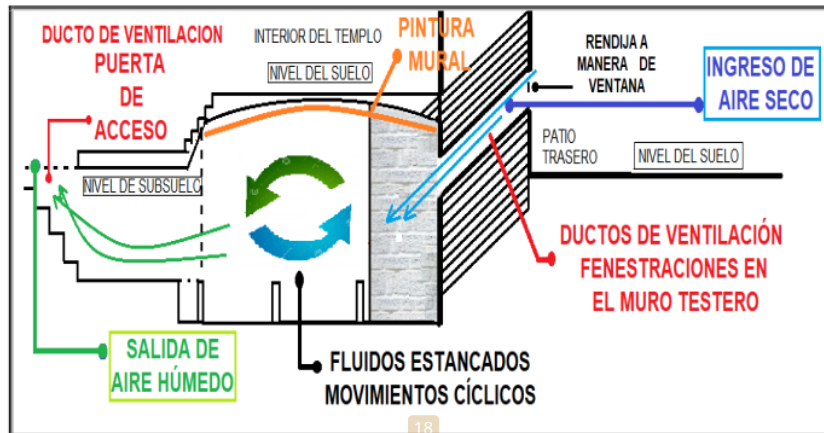 DUCTO DE VENTILACION
PUERTA
DE
ACCESO
INTERIOR DEL TEMPLO
NIVEL DEL SUELO
PINTURA
MURAL
RENDIJA A
MANERA DE
VENTANA
INGRESO DE
AIRE SECO
NIVEL DE SUBSUELO
PATIO
TRASERO
NIVEL DEL SUELO
DUCTOS DE VENTILACIÓN
FENESTRACIONES EN
EL MURO TESTERO
SALIDA DE
AIRE HÚMEDO
FLUIDOS ESTANCADOS
MOVIMIENTOS CÍCLICOS
18